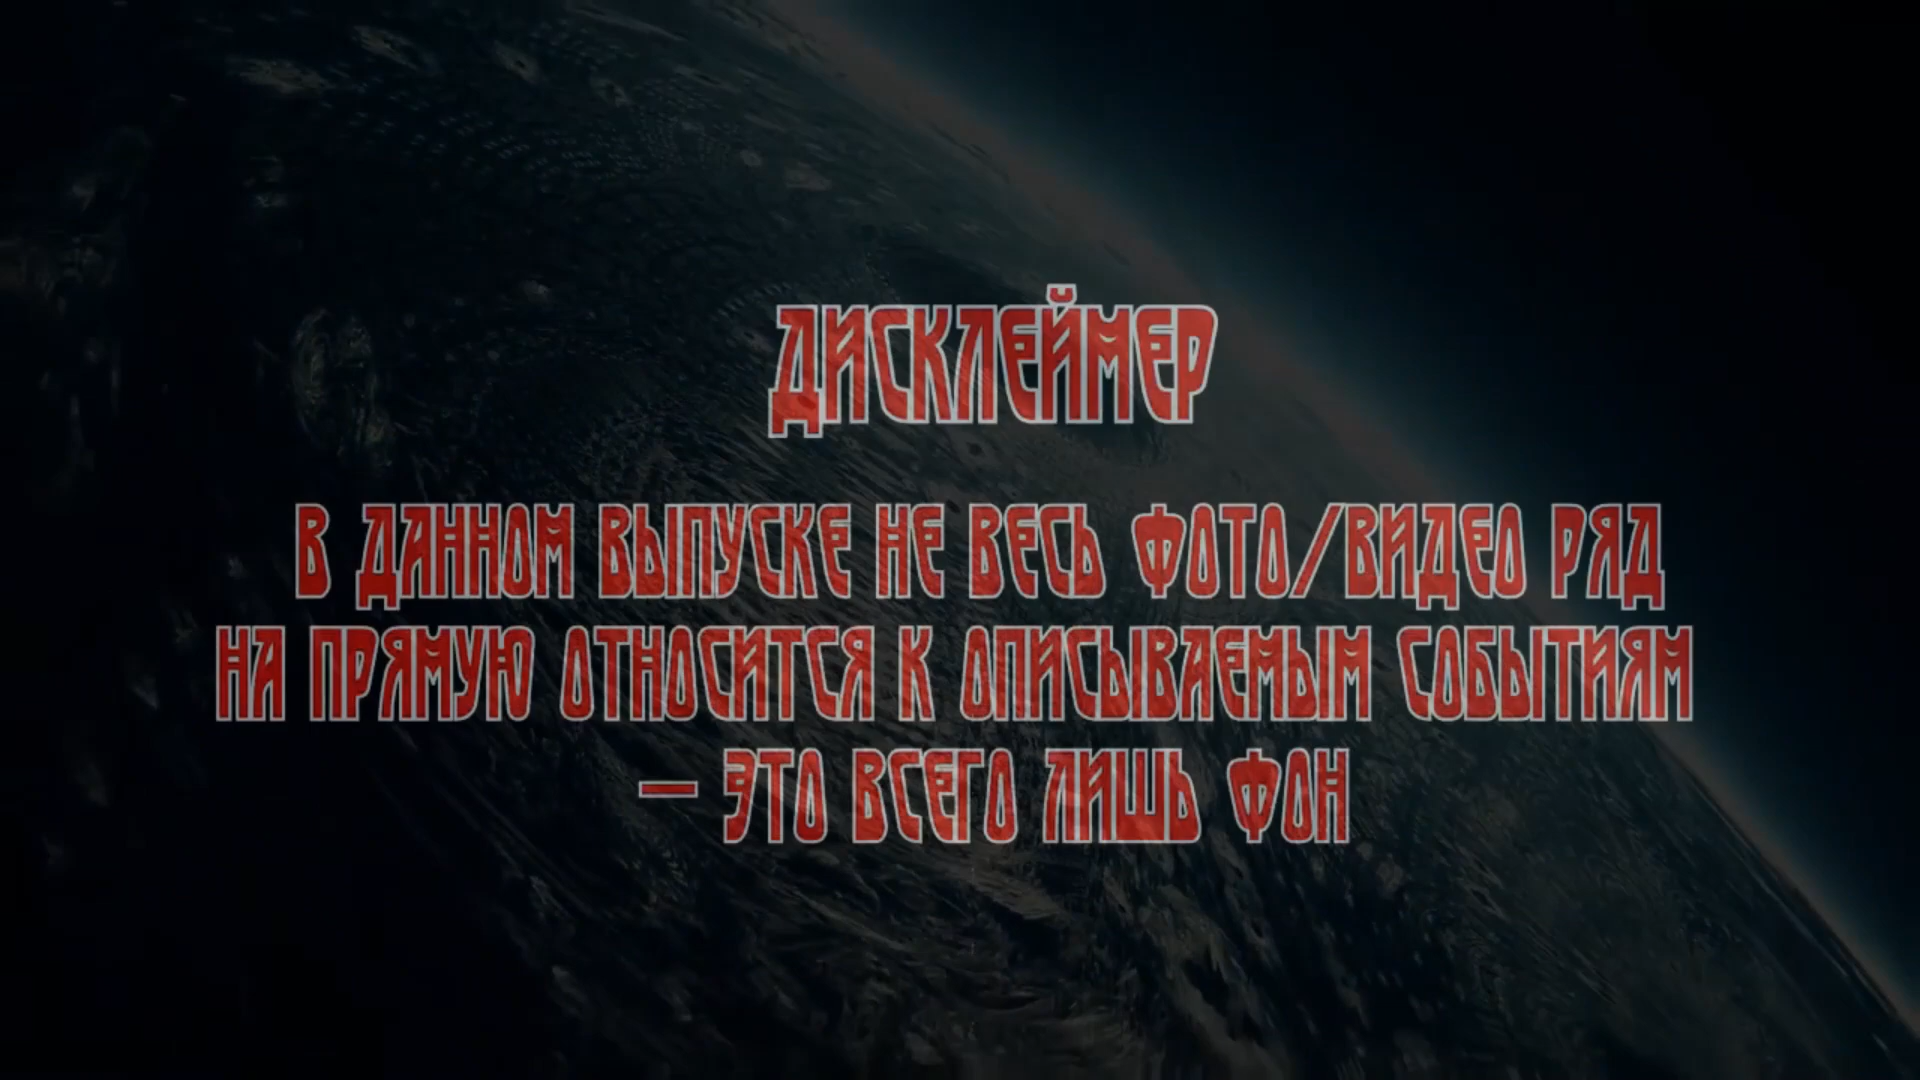 ДИСКЛЕЙМЕР
В ДАННОМ ВЫПУСКЕ НЕ ВЕСЬ ФОТО/ВИДЕО РЯД
НА ПРЯМУЮ ОТНОСИТСЯ К ОПИСЫВАЕМЫМ СОБЫТИЯМ
— ЭТО ВСЕГО ЛИШЬ ФОН